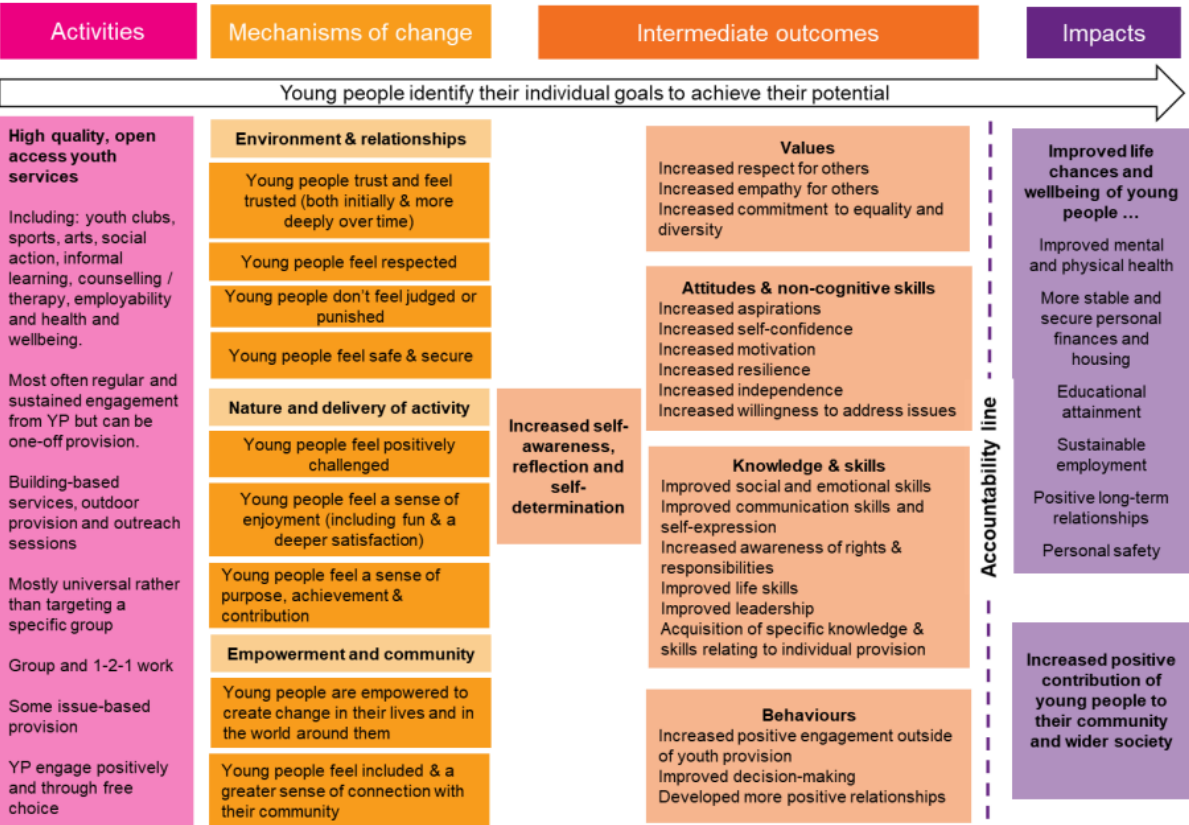 Activities
Mechanisms of change
Intermediate outcomes
Impacts
Young people identify their individual goals to achieve their potential
High quality, open
access youth
services
Including: youth clubs,
sports, arts, social
action, informal
learning, counselling /
therapy, employability
and health and
wellbeing.
Most often regular and
sustained engagement
from YP but can be
one-off provision.
Building-based
services, outdoor
provision and outreach
sessions
Mostly universal rather
than targeting a
specific group
Group and 1-2-1 work
Some issue-based
provision
YP engage positively
and through free
choice
Environment & relationships
Young people trust and feel
trusted (both initially & more
deeply over time)
Young people feel respected
Young people don't feel judged or
punished
Young people feel safe & secure
Nature and delivery of activity
Young people feel positively
challenged
Young people feel a sense of
enjoyment (including fun & a
deeper satisfaction)
Young people feel a sense of
purpose, achievement &
contribution
Empowerment and community
Young people are empowered to
create change in their lives and in
the world around them
Young people feel included & a
greater sense of connection with
their community
Increased self-
awareness,
reflection and
self-
determination
Values
Increased respect for others
Increased empathy for others
Increased commitment to equality and
diversity
Attitudes & non-cognitive skills
Increased aspirations
Increased self-confidence
Increased motivation
Increased resilience
Increased independence
Increased willingness to address issues
Knowledge & skills
Improved social and emotional skills
Improved communication skills and
self-expression
Increased awareness of rights &
responsibilities
Improved life skills
Improved leadership
Acquisition of specific knowledge &
skills relating to individual provision
Behaviours
Increased positive engagement outside
of youth provision
Improved decision-making
Developed more positive relationships
Accountability line
Improved life
chances and
wellbeing of young
people ...
Improved mental
and physical health
More stable and
secure personal
finances and
housing
Educational
attainment
Sustainable
employment
Positive long-term
relationships
Personal safety
Increased positive
contribution of
young people to
their community
and wider society